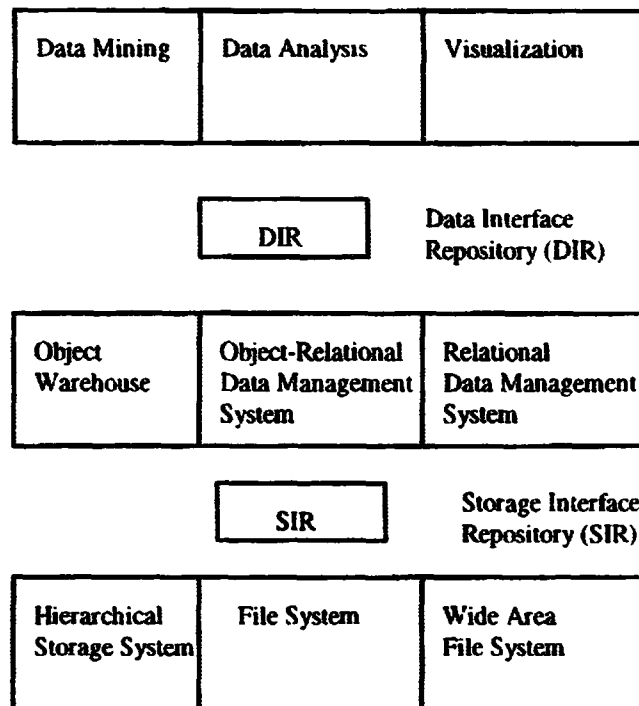 Data Mining
Data Analysis
Visualization
DIR
Data Interface
Repository (DIR)
Object
Warehouse
Object-Relational
Data Management
System
Relational
Data Management
System
SIR
Storage Interface
Repository (SIR)
Hierarchical
Storage System
File System
Wide Area
File System